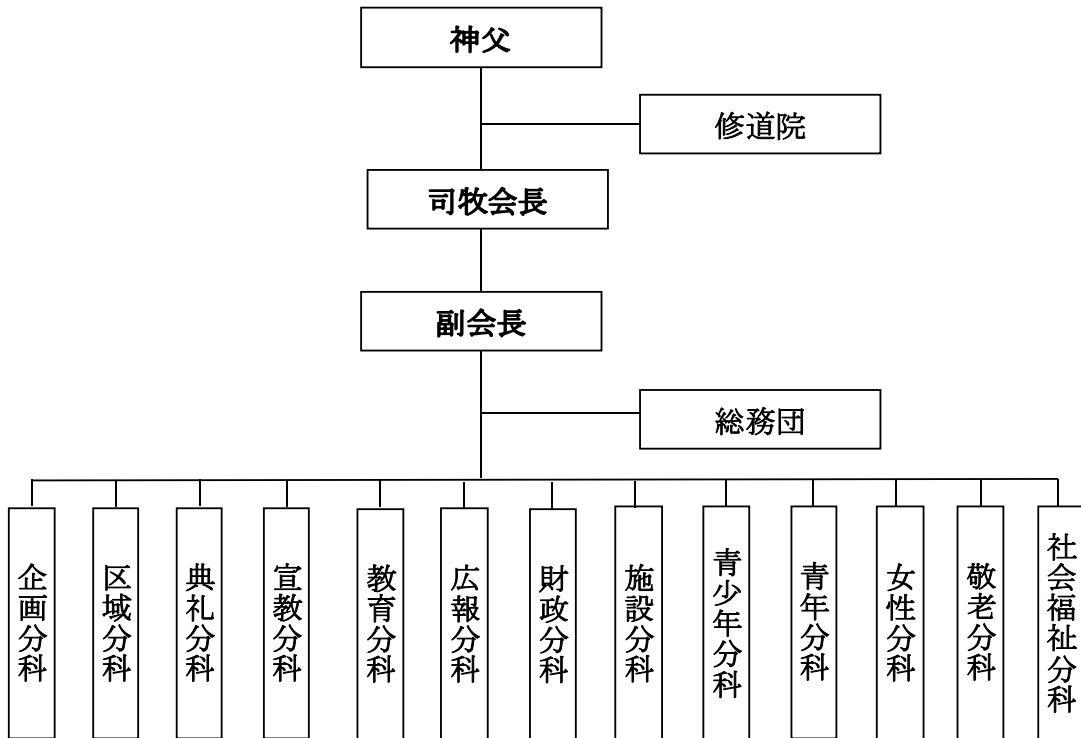 神父
修道院
司牧会長
副会長
総務団
企画分科
区域分科
典礼分科
宣教分科
教育分科
広報分科
財政分科
施設分科
青少年分科
青年分科
女性分科
敬老分科
社会福祉分科